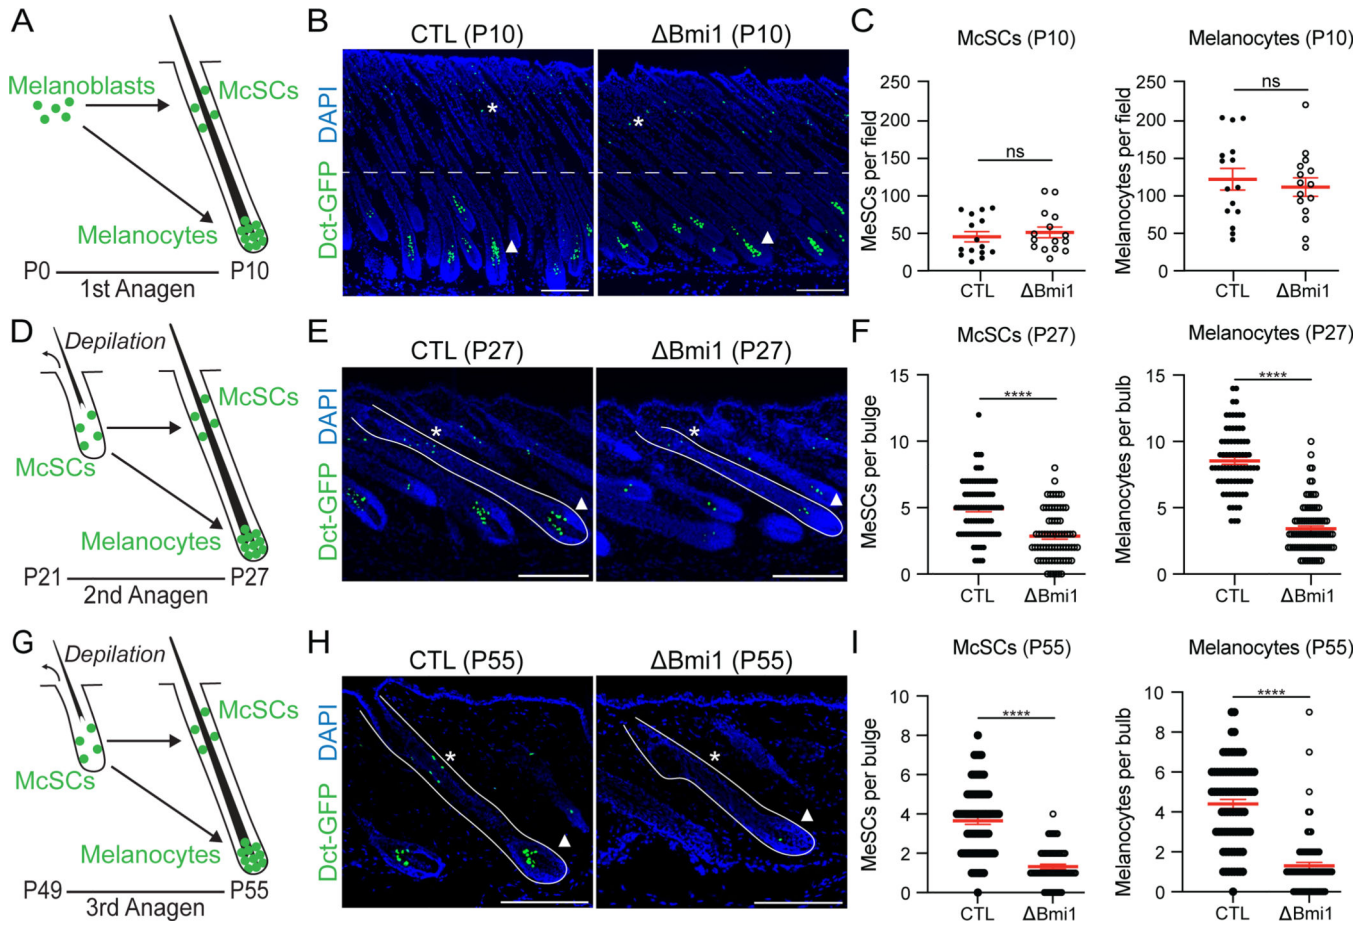 A
Melanoblasts
McSCs
Melanocytes
P0
P10
1st Anagen
B
CTL (P10)
ΔBmi1 (P10)
Dct-GFP DAPI
*
*
C
McSCs (P10)
MeSCs per field
250
200
150
100
50
0
ns
CTL
ΔBmi1
Melanocytes (P10)
Melanocytes per field
250
200
150
100
50
0
ns
CTL
ΔBmi1
D
Depilation
McSCs
McSCs
Melanocytes
P21
P27
2nd Anagen
E
CTL (P27)
ΔBmi1 (P27)
Dct-GFP DAPI
*
*
F
McSCs (P27)
MeSCs per bulge
15
10
5
0
****
CTL
ΔBmi1
Melanocytes (P27)
Melanocytes per bulb
15
10
5
0
****
CTL
ΔBmi1
G
Depilation
McSCs
McSCs
Melanocytes
P49
P55
3rd Anagen
H
CTL (P55)
ΔBmi1 (P55)
Dct-GFP DAPI
*
*
I
McSCs (P55)
MeSCs per bulge
10
8
6
4
2
0
****
CTL
ΔBmi1
Melanocytes (P55)
Melanocytes per bulb
10
8
6
4
2
0
****
CTL
ΔBmi1